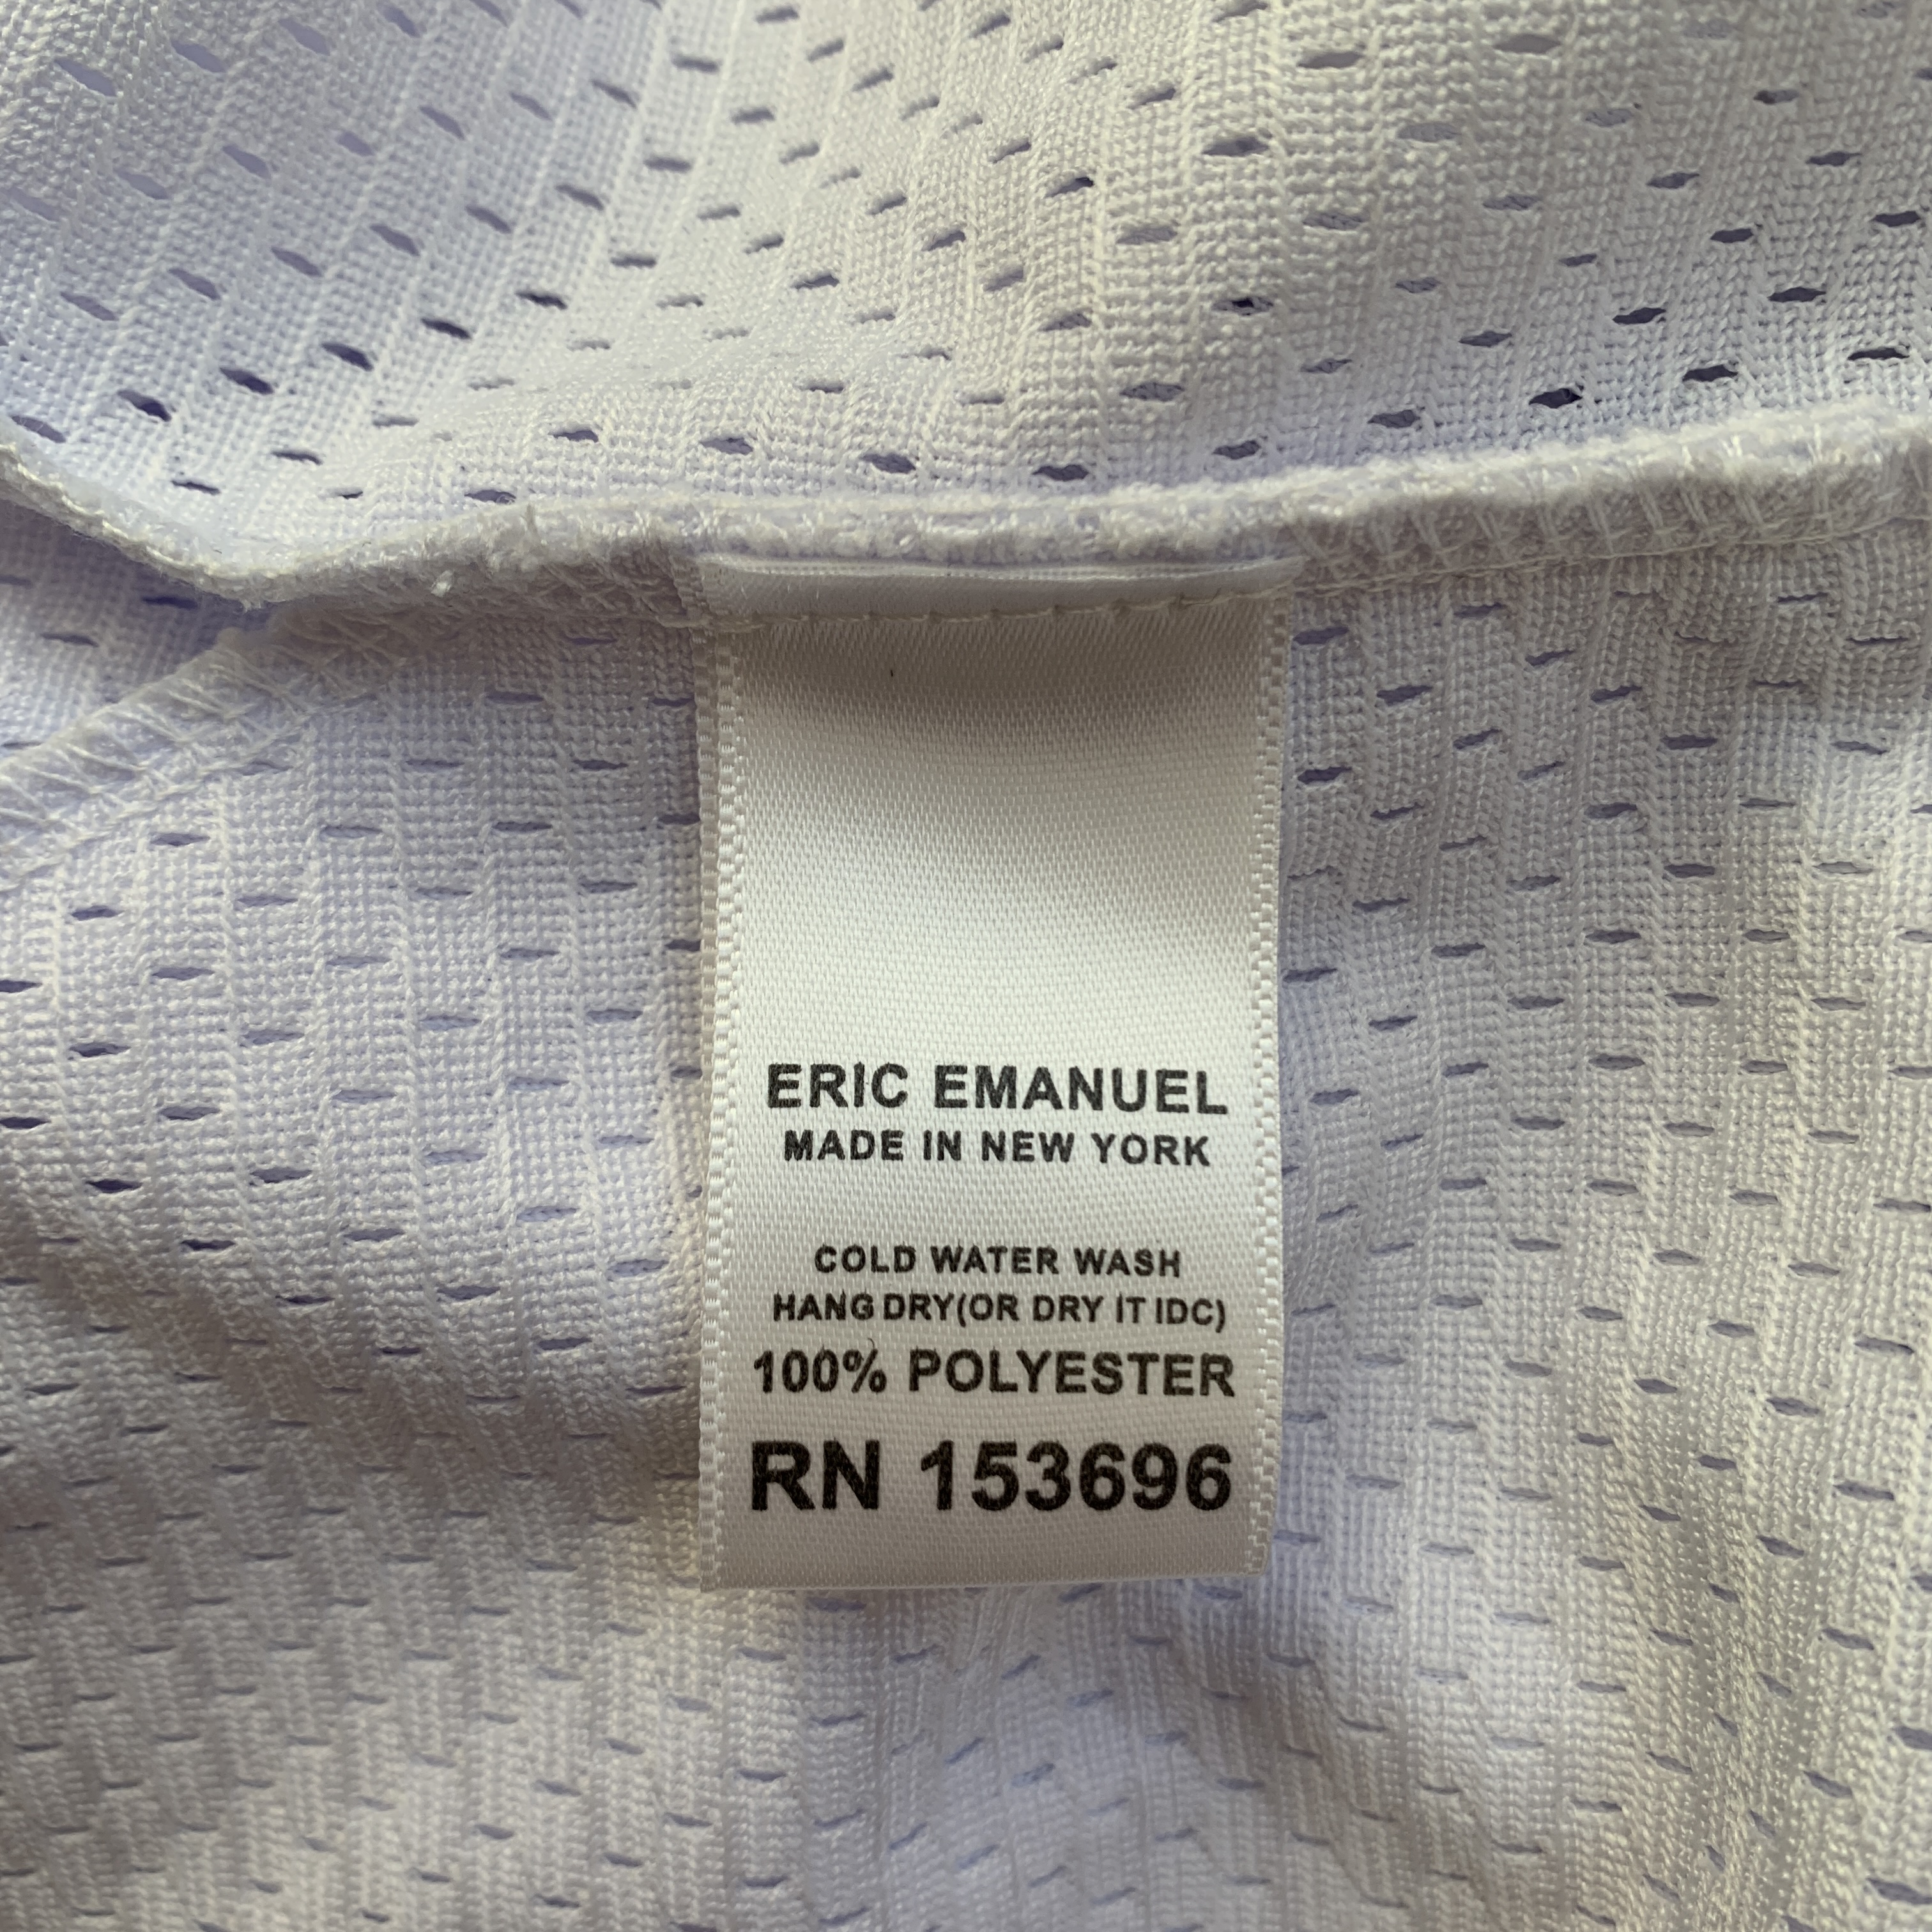 ERIC EMANUEL
MADE IN NEW YORK
COLD WATER WASH
HANG DRY(OR DRY IT IDC)
100% POLYESTER
RN 153696